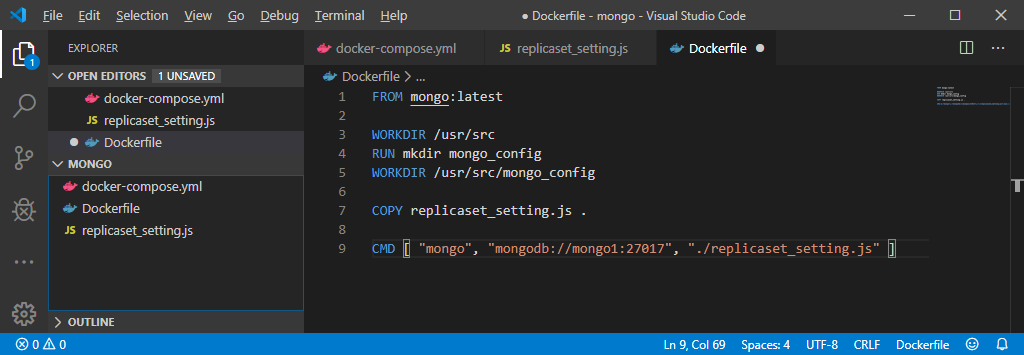 File Edit Selection View Go Debug Terminal Help ● Dockerfile - mongo - Visual Studio Code
EXPLORER
OPEN EDITORS 1 UNSAVED
docker-compose.yml
JS replicaset_setting.js
● Dockerfile
MONGO
docker-compose.yml
Dockerfile
JS replicaset_setting.js
OUTLINE
1
docker-compose.yml JS replicaset_setting.js Dockerfile ●
Dockerfile > ...
1 FROM mongo:latest
2
3 WORKDIR /usr/src
4 RUN mkdir mongo_config
5 WORKDIR /usr/src/mongo_config
6
7 COPY replicaset_setting.js .
8
9 CMD [ "mongo", "mongodb://mongo1:27017", "./replicaset_setting.js" ]
0 0 Ln 9, Col 69 Spaces: 4 UTF-8 CRLF Dockerfile